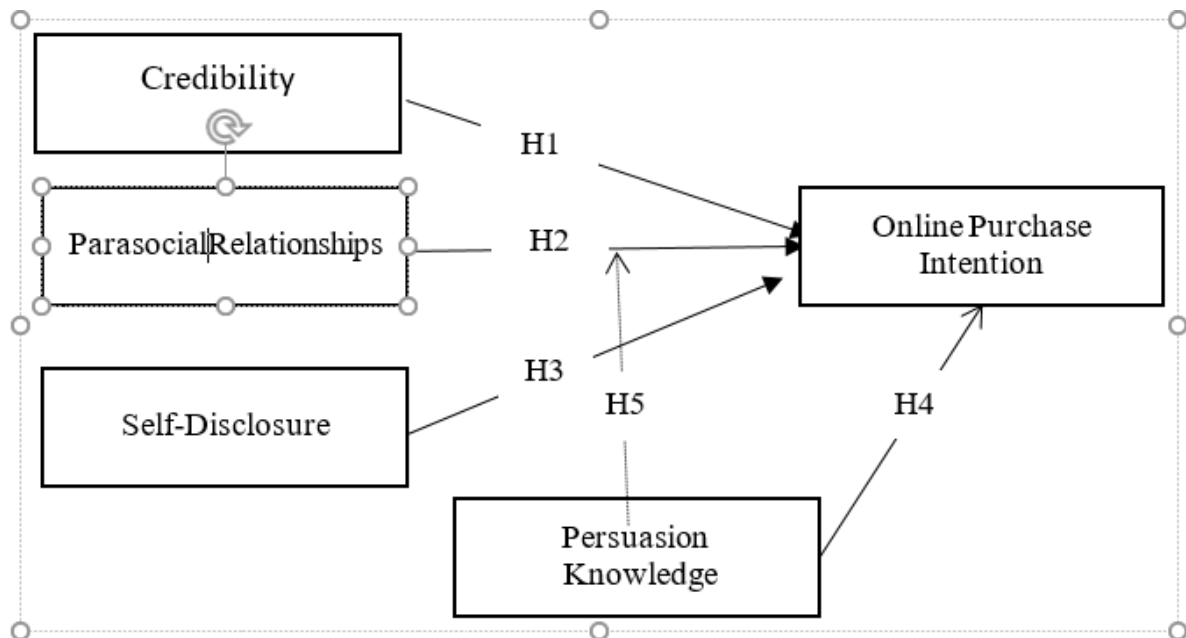 Credibility
H1
Parasocial Relationships
H2
Online Purchase
Intention
H3
Self-Disclosure
H5
H4
Persuasion
Knowledge